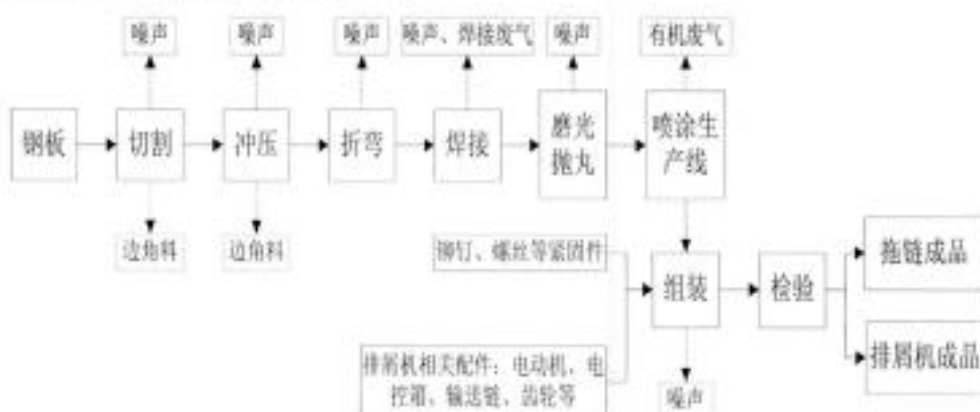 噪声
噪声
噪声
噪声、焊接废气
噪声
有机废气
钢板
切割
冲压
折弯
焊接
磨光
抛丸
喷涂生
产线
边角料
边角料
铆钉、螺丝等紧固件
组装
检验
拖链成品
排屑机相关配件：电动机、电
控箱、输送链、齿轮等
排屑机成品
噪声